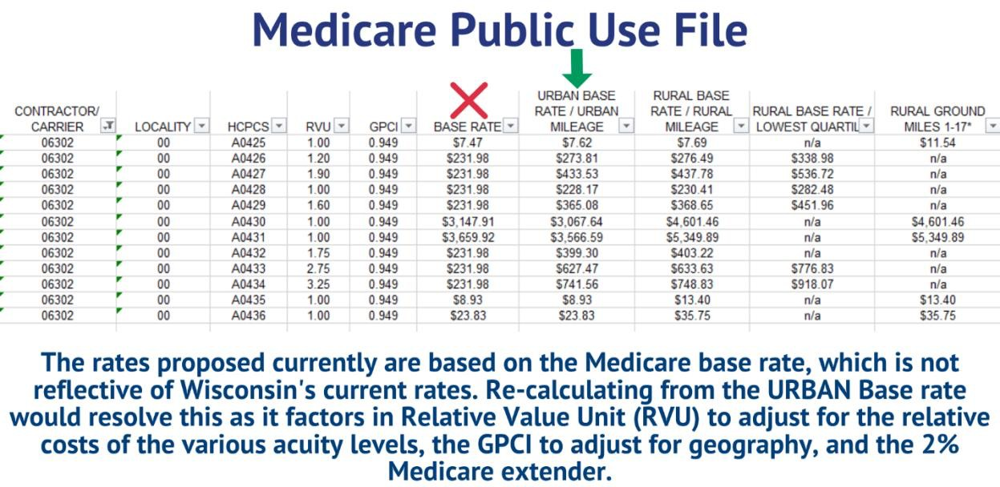 Medicare Public Use File
CONTRACTOR/ CARRIER LOCALITY HCPCS RVU GPCI BASE RATE URBAN BASE RATE / URBAN MILEAGE RURAL BASE RATE / RURAL MILEAGE RURAL BASE RATE / LOWEST QUARTIL RURAL GROUND MILES 1-17*
06302 00 A0425 1.00 0.949 $7.47 $7.62 $7.69 n/a $11.54
06302 00 A0426 1.20 0.949 $231.98 $273.81 $276.49 $338.98 n/a
06302 00 A0427 1.90 0.949 $231.98 $433.53 $437.78 $536.72 n/a
06302 00 A0428 1.00 0.949 $231.98 $228.17 $230.41 $282.48 n/a
06302 00 A0429 1.60 0.949 $231.98 $365.08 $368.65 $451.96 n/a
06302 00 A0430 1.00 0.949 $3,147.91 $3,067.64 $4,601.46 n/a $4,601.46
06302 00 A0431 1.00 0.949 $3,659.92 $3,566.59 $5,349.89 n/a $5,349.89
06302 00 A0432 1.75 0.949 $231.98 $399.30 $403.22 n/a n/a
06302 00 A0433 2.75 0.949 $231.98 $627.47 $633.63 $776.83 n/a
06302 00 A0434 3.25 0.949 $231.98 $741.56 $748.83 $918.07 n/a
06302 00 A0435 1.00 0.949 $8.93 $8.93 $13.40 n/a $13.40
06302 00 A0436 1.00 0.949 $23.83 $23.83 $35.75 n/a $35.75
The rates proposed currently are based on the Medicare base rate, which is not
reflective of Wisconsin's current rates. Re-calculating from the URBAN Base rate
would resolve this as it factors in Relative Value Unit (RVU) to adjust for the relative
costs of the various acuity levels, the GPCI to adjust for geography, and the 2%
Medicare extender.